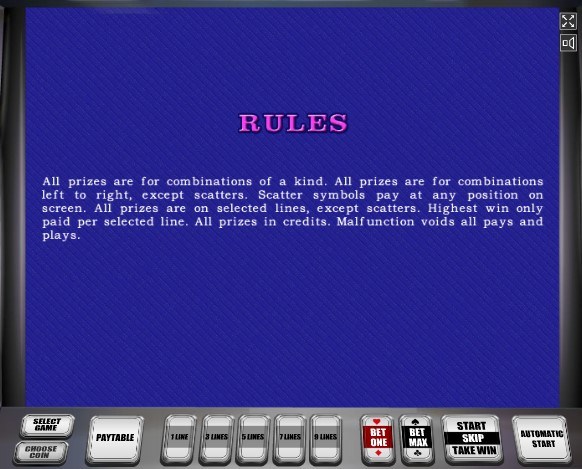 RULES
All prizes are for combinations of a kind. All prizes are for combinations
left to right, except scatters. Scatter symbols pay at any position on
screen. All prizes are on selected lines, except scatters. Highest win only
paid per selected line. All prizes in credits. Malfunction voids all pays and
plays.
SELECT
GAME
CHOOSE
COIN
PAYTABLE
1 LINE
3 LINES
5 LINES
7 LINES
9 LINES
BET
ONE
BET
MAX
START
SKIP
TAKE WIN
AUTOMATIC
START